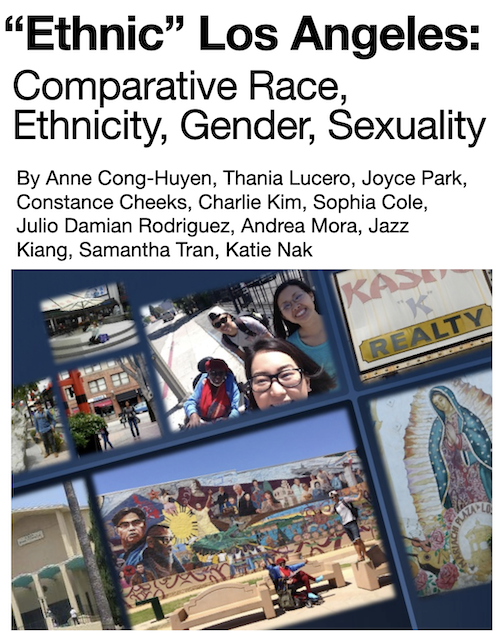 “Ethnic” Los Angeles:
Comparative Race,
Ethnicity, Gender, Sexuality
By Anne Cong-Huyen, Thania Lucero, Joyce Park,
Constance Cheeks, Charlie Kim, Sophia Cole,
Julio Damian Rodriguez, Andrea Mora, Jazz
Kiang, Samantha Tran, Katie Nak
"K"
REALTY
PLAZA